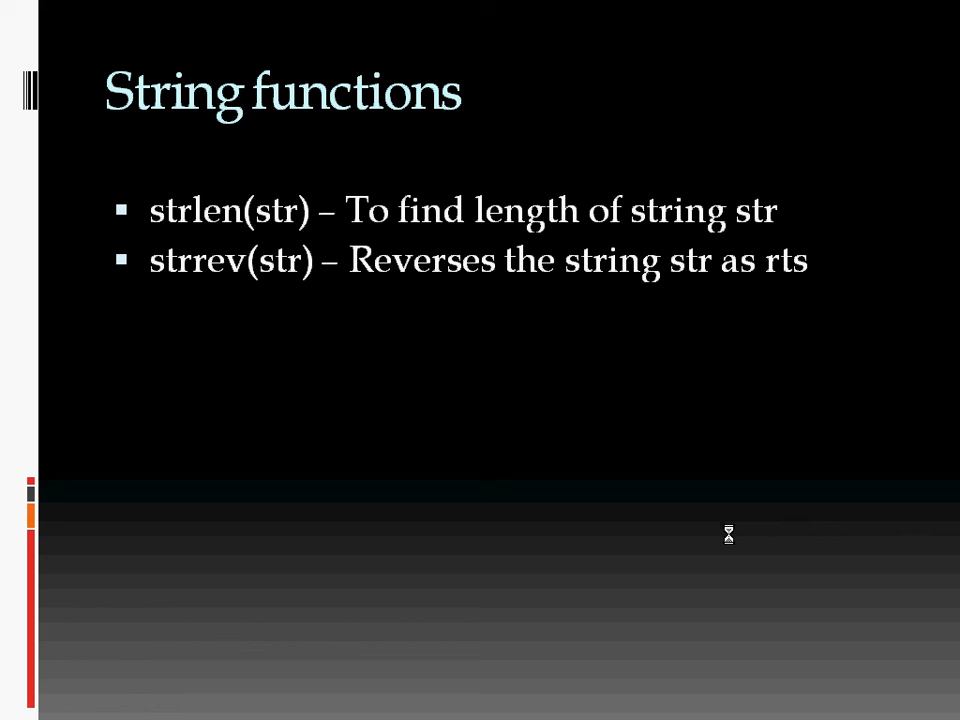 String functions
▪ strlen(str) – To find length of string str
▪ strrev(str) – Reverses the string str as rts